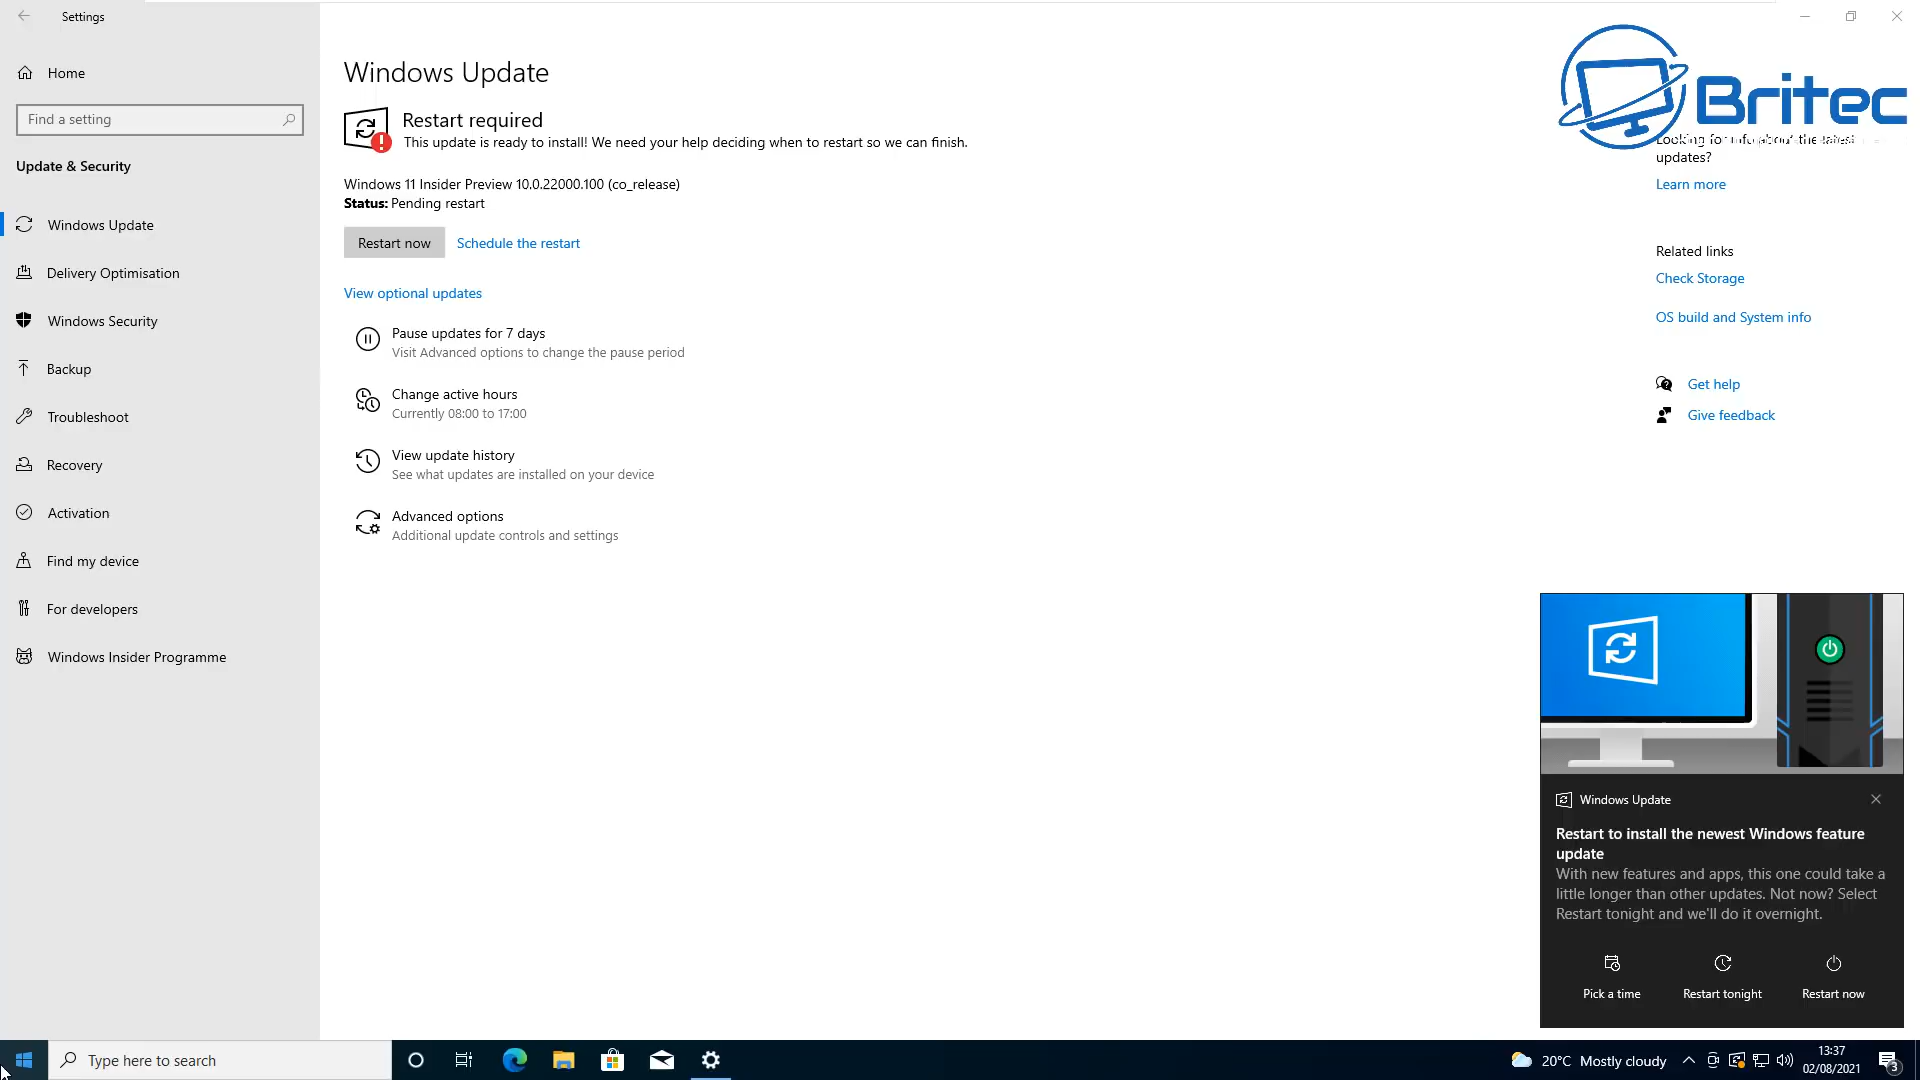 Settings
Home
Find a setting
Update & Security
Windows Update
Delivery Optimisation
Windows Security
Backup
Troubleshoot
Recovery
Activation
Find my device
For developers
Windows Insider Programme
Windows Update
Restart required
This update is ready to install! We need your help deciding when to restart so we can finish.
Windows 11 Insider Preview 10.0.22000.100 (co_release)
Status: Pending restart
Restart now
Schedule the restart
View optional updates
Pause updates for 7 days
Visit Advanced options to change the pause period
Change active hours
Currently 08:00 to 17:00
View update history
See what updates are installed on your device
Advanced options
Additional update controls and settings
Britec
Looking for info about the latest
updates?
Learn more
Related links
Check Storage
OS build and System info
Get help
Give feedback
Windows Update
Restart to install the newest Windows feature
update
With new features and apps, this one could take a
little longer than other updates. Not now? Select
Restart tonight and we'll do it overnight.
Pick a time
Restart tonight
Restart now
Type here to search
20°C Mostly cloudy
13:37
02/08/2021
3